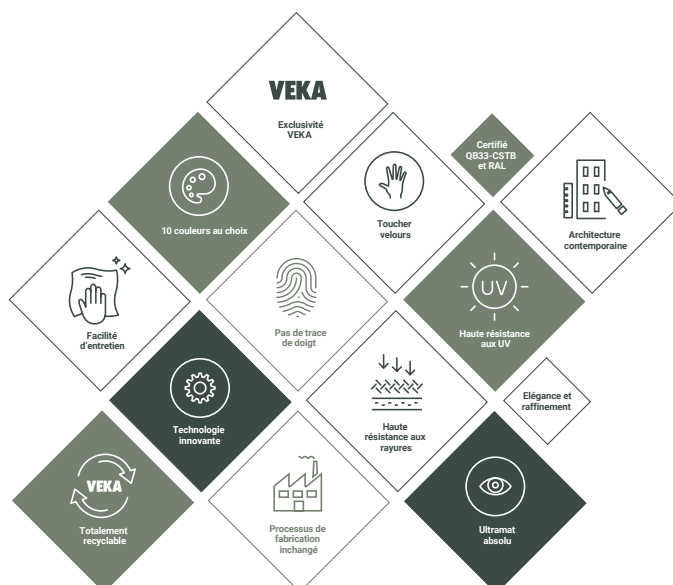 VEKA
Exclusivité
VEKA
Certifié
QB33-CSTB
et RAL
10 couleurs au choix
Toucher
velours
Architecture
contemporaine
Facilité
d'entretien
Pas de trace
de doigt
UV
Haute résistance
aux UV
Technologie
innovante
Haute
résistance aux
rayures
Elégance et
raffinement
VEKA
Totalement
recyclable
Processus de
fabrication
inchangé
Ultramat
absolu